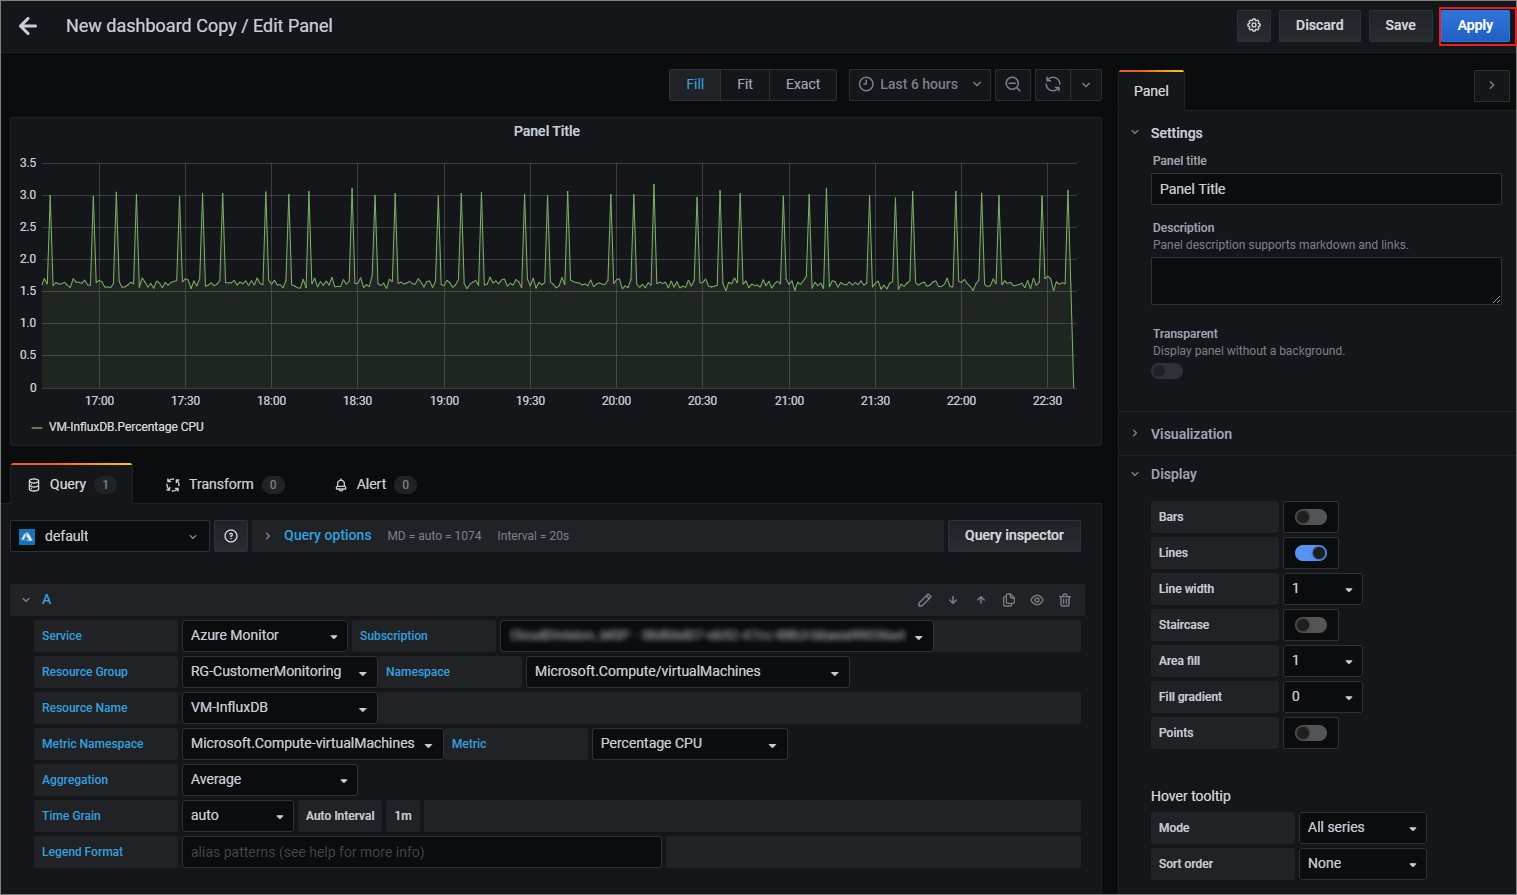 New dashboard Copy / Edit Panel
Discard
Save
Apply
Fill
Fit
Exact
Last 6 hours
Panel
Panel Title
3.5
3.0
2.5
2.0
1.5
1.0
0.5
0
17:00
17:30
18:00
18:30
19:00
19:30
20:00
20:30
21:00
21:30
22:00
22:30
VM-InfluxDB.Percentage CPU
Settings
Panel title
Panel Title
Description
Panel description supports markdown and links.
Transparent
Display panel without a background.
Visualization
Display
Bars
Lines
Line width
1
Staircase
Area fill
1
Fill gradient
0
Points
Hover tooltip
Mode
All series
Sort order
None
Query 1
Transform 0
Alert 0
default
Query options
MD = auto = 1074
Interval = 20s
Query inspector
A
Service
Azure Monitor
Subscription
Resource Group
RG-CustomerMonitoring
Namespace
Microsoft.Compute/virtualMachines
Resource Name
VM-InfluxDB
Metric Namespace
Microsoft.Compute-virtualMachines
Metric
Percentage CPU
Aggregation
Average
Time Grain
auto
Auto Interval
1m
Legend Format
alias patterns (see help for more info)